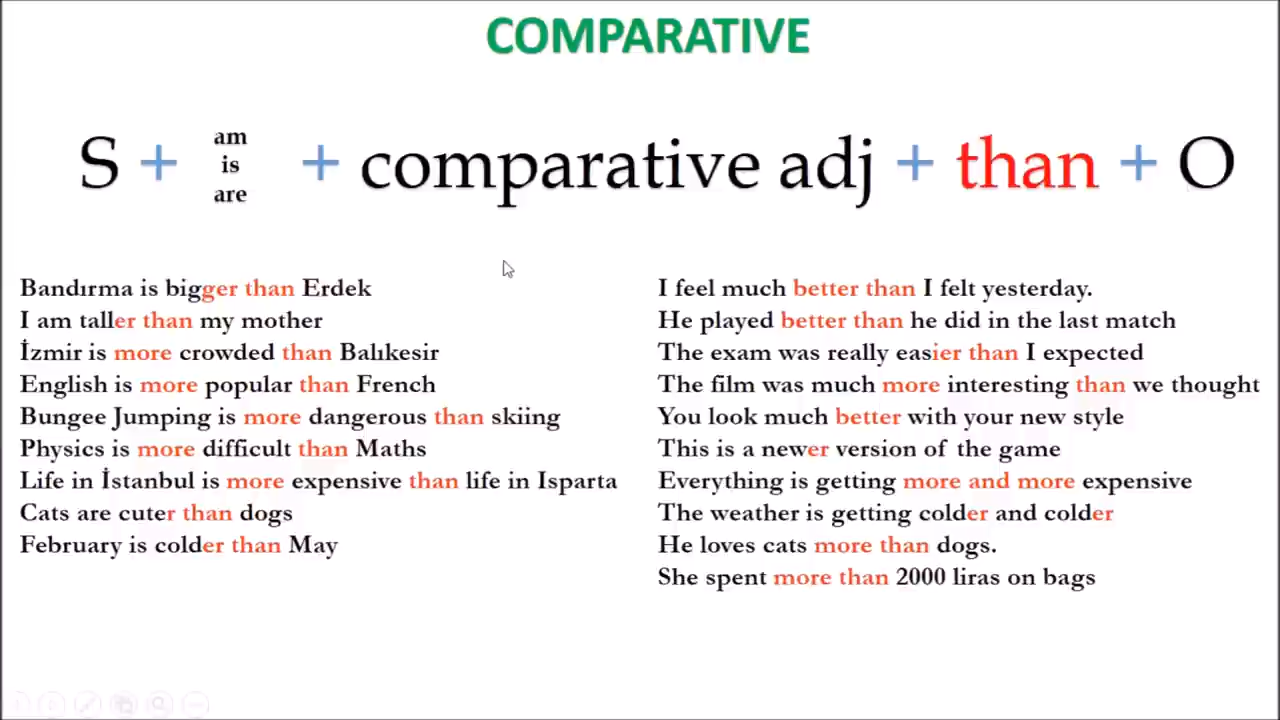 COMPARATIVE
S + am is are + comparative adj + than + O
Bandırma is bigger than Erdek
I am taller than my mother
İzmir is more crowded than Balıkesir
English is more popular than French
Bungee Jumping is more dangerous than skiing
Physics is more difficult than Maths
Life in İstanbul is more expensive than life in Isparta
Cats are cuter than dogs
February is colder than May
I feel much better than I felt yesterday.
He played better than he did in the last match
The exam was really easier than I expected
The film was much more interesting than we thought
You look much better with your new style
This is a newer version of the game
Everything is getting more and more expensive
The weather is getting colder and colder
He loves cats more than dogs.
She spent more than 2000 liras on bags